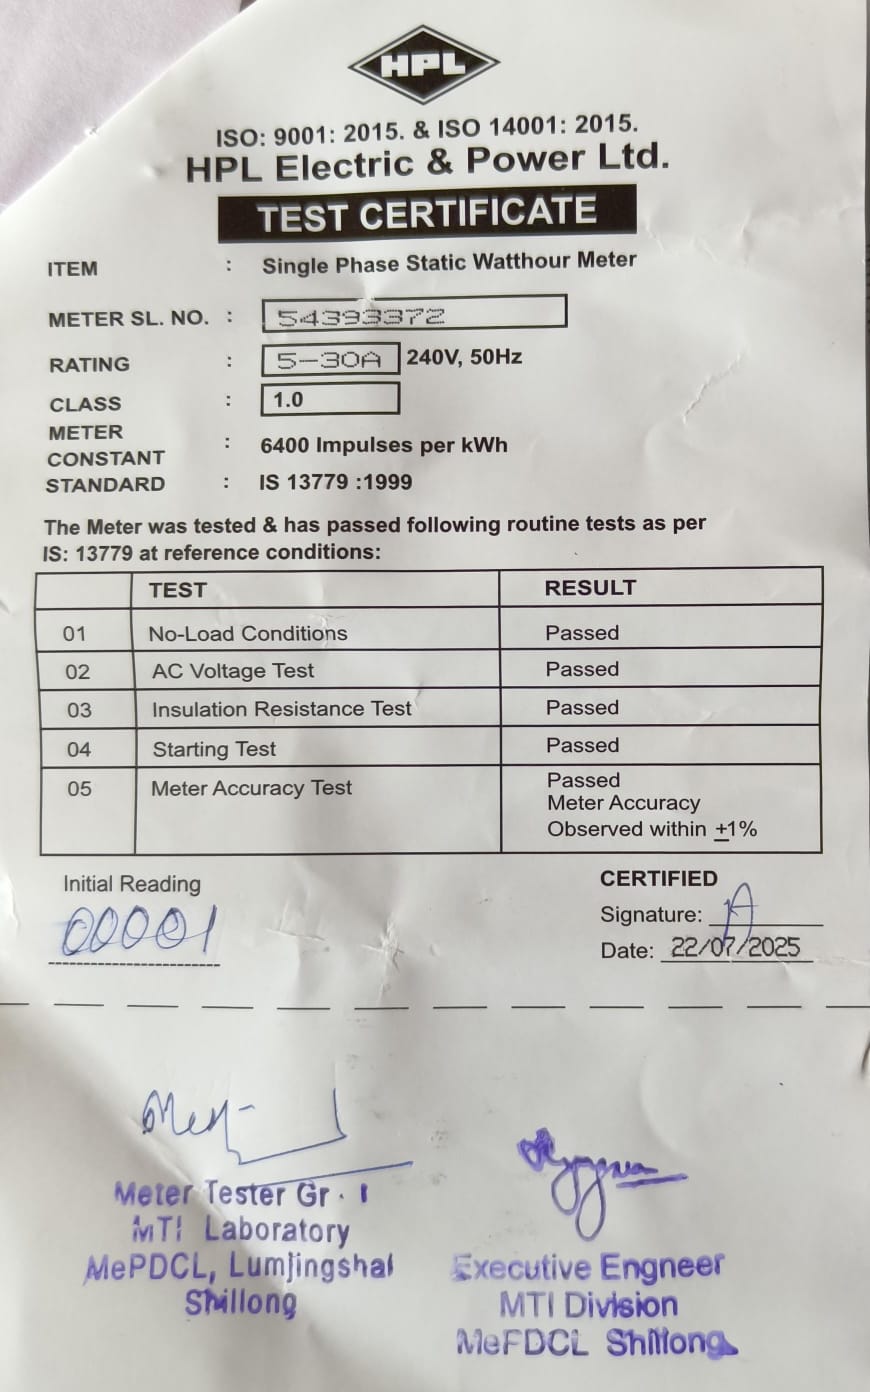 HPL
ISO: 9001: 2015. & ISO 14001: 2015.
HPL Electric & Power Ltd.
TEST CERTIFICATE
ITEM : Single Phase Static Watthour Meter
METER SL. NO. : 54393372
RATING : 5-30A 240V, 50Hz
CLASS : 1.0
METER
CONSTANT : 6400 Impulses per kWh
STANDARD : IS 13779 :1999
The Meter was tested & has passed following routine tests as per
IS: 13779 at reference conditions:
TEST RESULT
01 No-Load Conditions Passed
02 AC Voltage Test Passed
03 Insulation Resistance Test Passed
04 Starting Test Passed
05 Meter Accuracy Test Passed
Meter Accuracy
Observed within ±1%
Initial Reading
00001
CERTIFIED
Signature:
Date: 22/07/2025
Meter Tester Gr. I
MTI Laboratory
MePDCL, Lumjingshai
Shillong
Executive Engneer
MTI Division
MePDCL Shillong